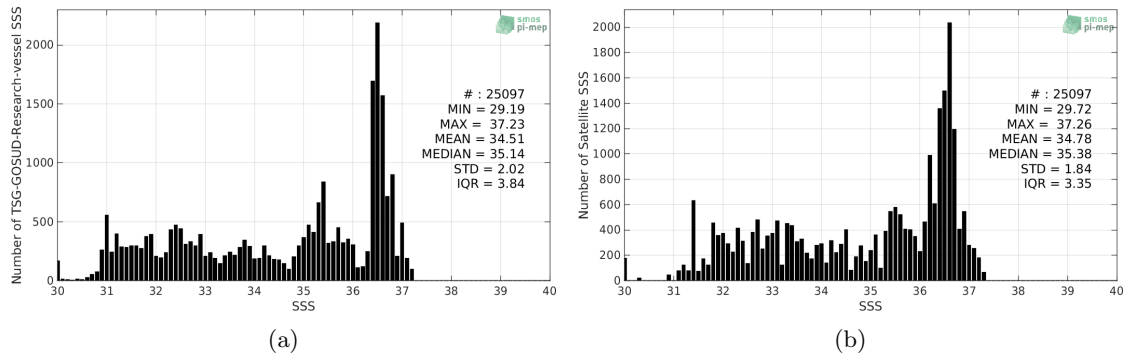 Number of TSG-GOSUD-Research-vessel SSS
2000
1500
1000
500
0
30 31 32 33 34 35 36 37 38 39 40
SSS
smos
pi-mep
# : 25097
MIN = 29.19
MAX = 37.23
MEAN = 34.51
MEDIAN = 35.14
STD = 2.02
IQR = 3.84
(a)
Number of Satellite SSS
2000
1800
1600
1400
1200
1000
800
600
400
200
0
30 31 32 33 34 35 36 37 38 39 40
SSS
smos
pi-mep
# : 25097
MIN = 29.72
MAX = 37.26
MEAN = 34.78
MEDIAN = 35.38
STD = 1.84
IQR = 3.35
(b)